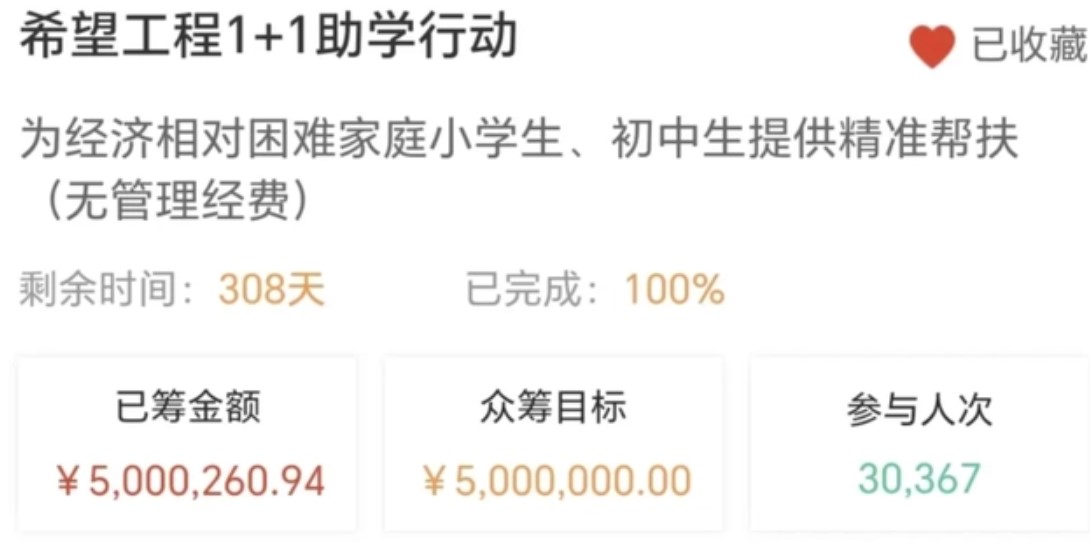 希望工程1+1助学行动
已收藏
为经济相对困难家庭小学生、初中生提供精准帮扶
（无管理经费）
剩余时间：308天 已完成：100%
已筹金额 众筹目标 参与人次
¥5,000,260.94 ¥5,000,000.00 30,367